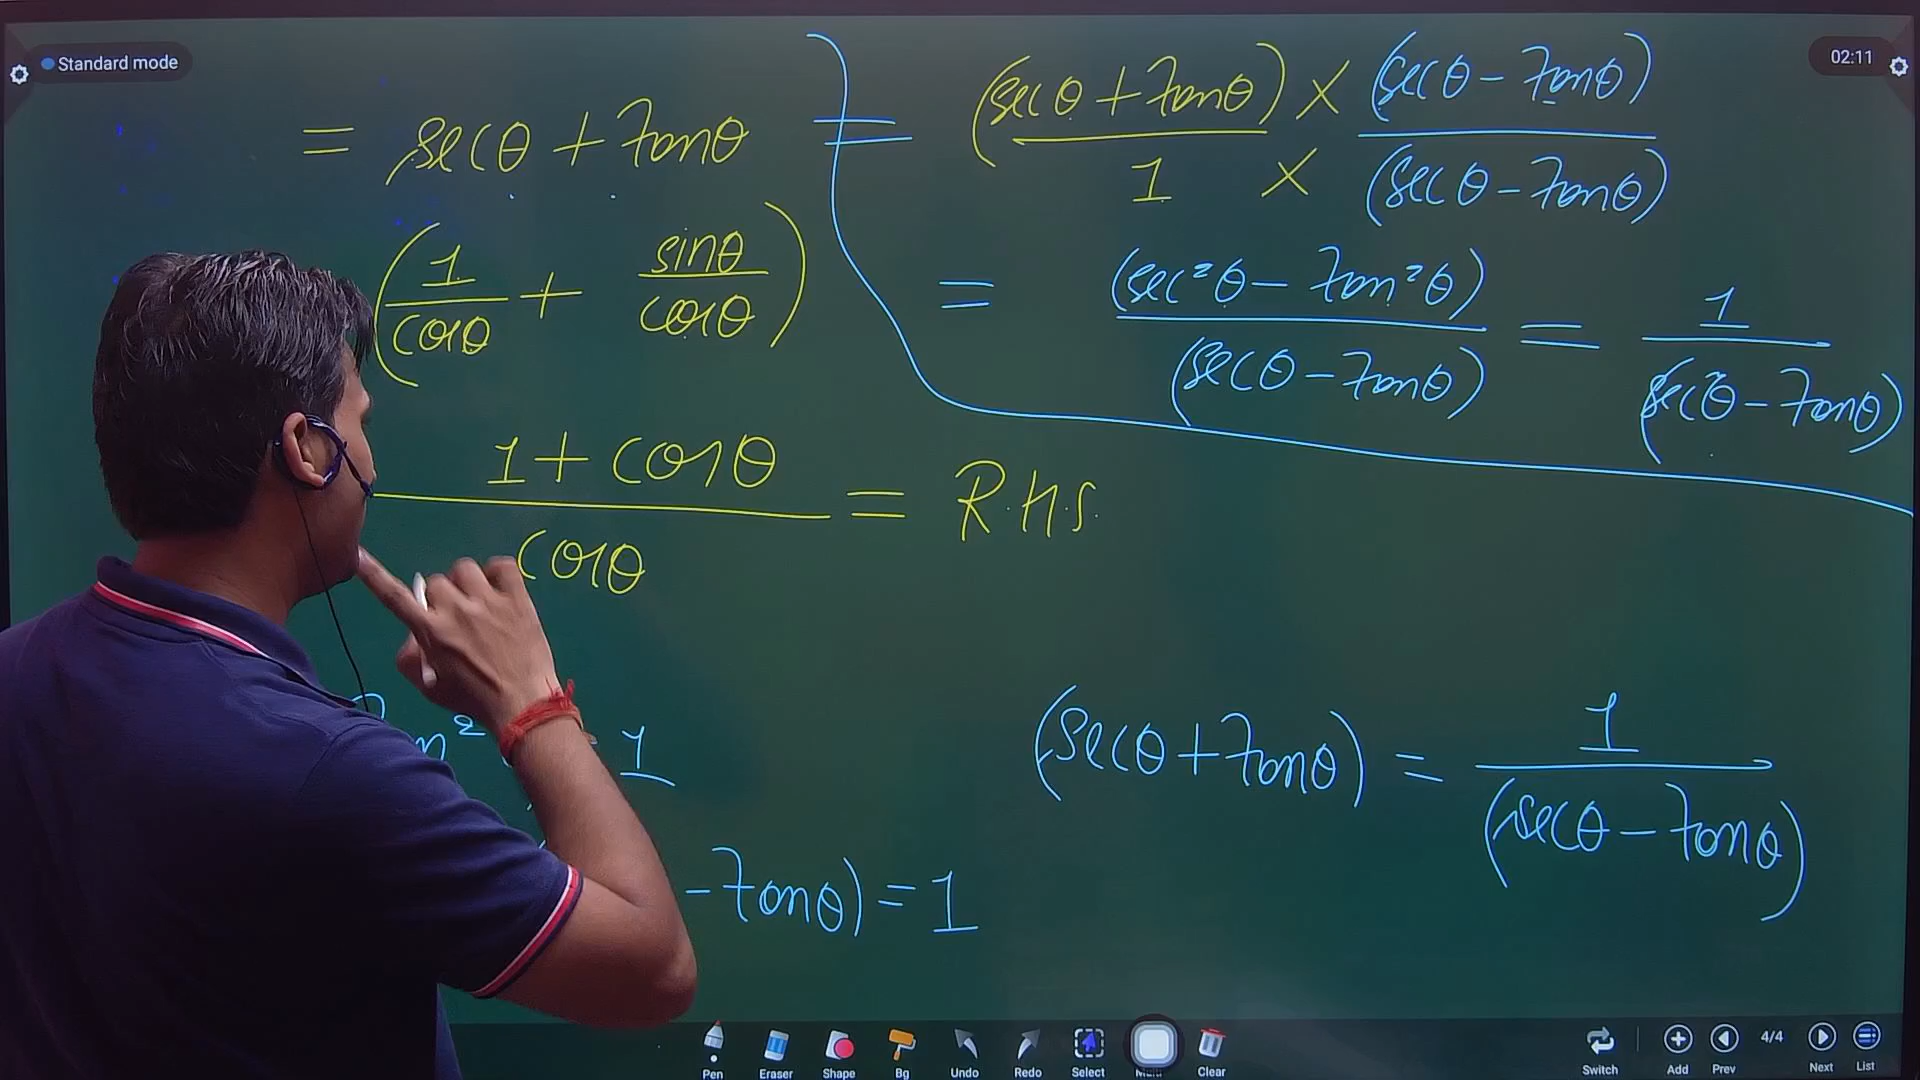 Standard mode
02:11
= secθ + tanθ
= (secθ + tanθ) × (secθ - tanθ)
1 × (secθ - tanθ)
(1/cosθ + sinθ/cosθ)
= (sec²θ - tan²θ) / (secθ - tanθ) = 1 / (secθ - tanθ)
1 + cosθ
cosθ
= R.H.S.
1
(secθ + tanθ) = 1 / (secθ - tanθ)
- tanθ) = 1
Pen Eraser Shape Bg Undo Redo Select Clear Switch Add Prev 4/4 Next List